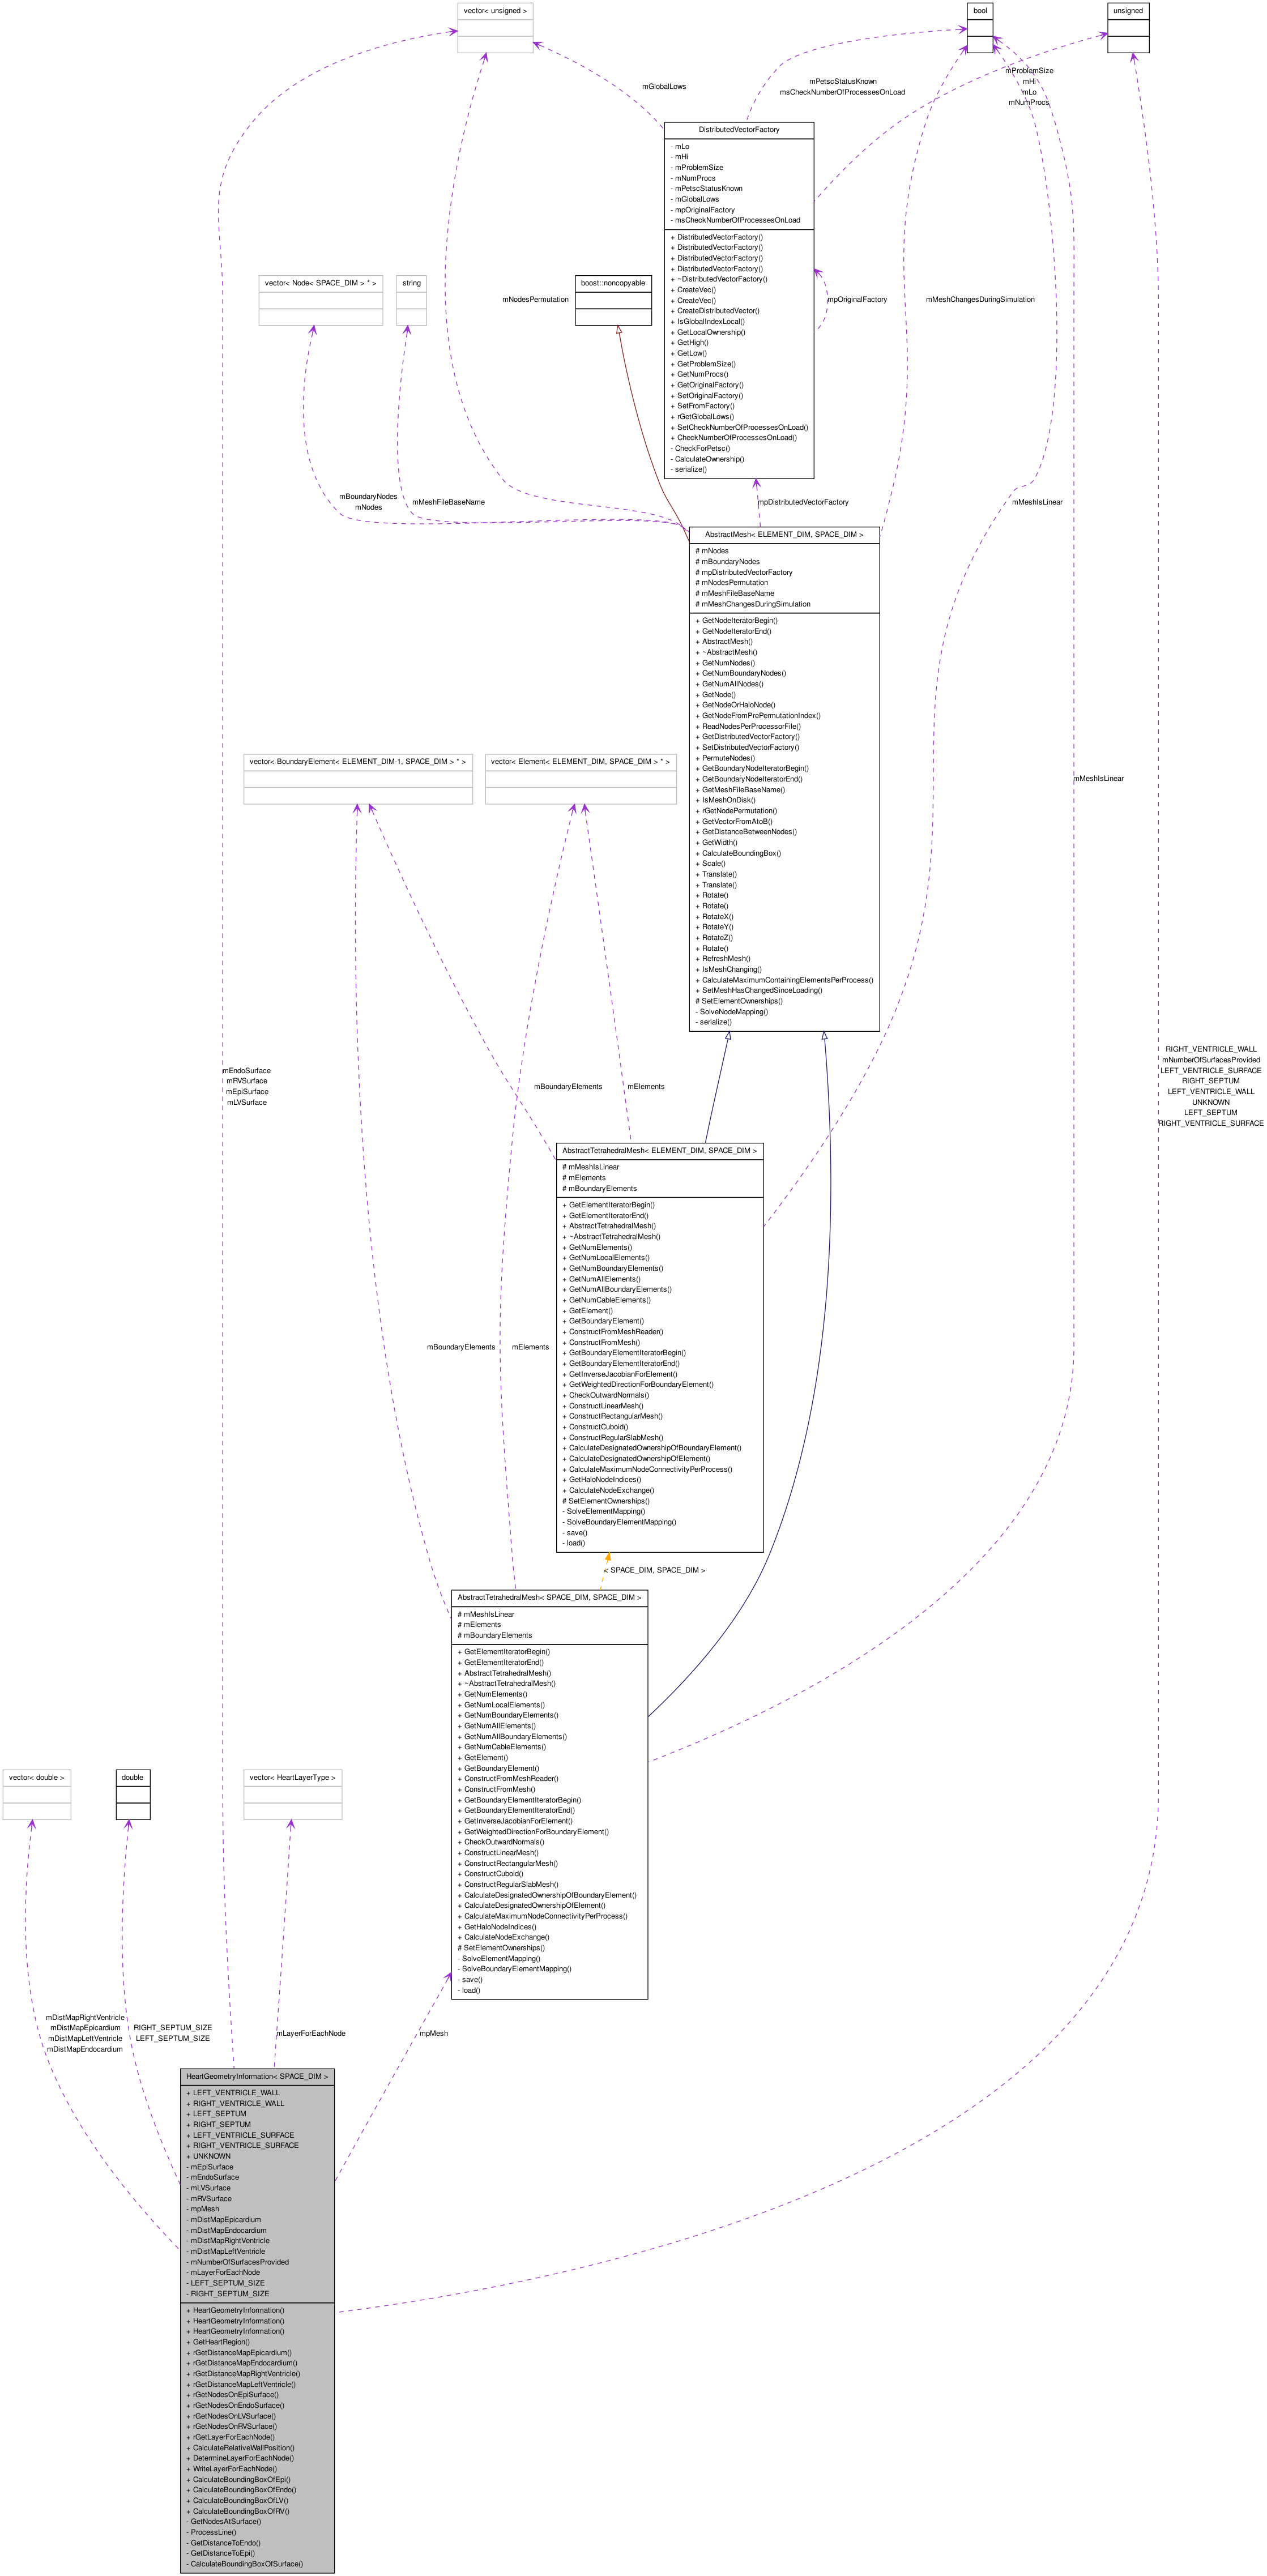 vector< unsigned >
bool
unsigned
mGlobalLows
mPetscStatusKnown
msCheckNumberOfProcessesOnLoad
mProblemSize
mHi
mLo
mNumProcs
DistributedVectorFactory
- mLo
- mHi
- mProblemSize
- mNumProcs
- mPetscStatusKnown
- mGlobalLows
- mpOriginalFactory
- msCheckNumberOfProcessesOnLoad
+ DistributedVectorFactory()
+ DistributedVectorFactory()
+ DistributedVectorFactory()
+ DistributedVectorFactory()
+ ~DistributedVectorFactory()
+ CreateVec()
+ CreateVec()
+ CreateDistributedVector()
+ IsGlobalIndexLocal()
+ GetLocalOwnership()
+ GetHigh()
+ GetLow()
+ GetProblemSize()
+ GetNumProcs()
+ GetOriginalFactory()
+ SetOriginalFactory()
+ SetFromFactory()
+ rGetGlobalLows()
+ SetCheckNumberOfProcessesOnLoad()
+ CheckNumberOfProcessesOnLoad()
- CheckForPetsc()
- CalculateOwnership()
- serialize()
vector< Node< SPACE_DIM > * >
string
mNodesPermutation
boost::noncopyable
mpOriginalFactory
mMeshChangesDuringSimulation
mBoundaryNodes
mNodes
mMeshFileBaseName
mpDistributedVectorFactory
mMeshIsLinear
AbstractMesh< ELEMENT_DIM, SPACE_DIM >
# mNodes
# mBoundaryNodes
# mpDistributedVectorFactory
# mNodesPermutation
# mMeshFileBaseName
# mMeshChangesDuringSimulation
+ GetNodeIteratorBegin()
+ GetNodeIteratorEnd()
+ AbstractMesh()
+ ~AbstractMesh()
+ GetNumNodes()
+ GetNumBoundaryNodes()
+ GetNumAllNodes()
+ GetNode()
+ GetNodeOrHaloNode()
+ GetNodeFromPrePermutationIndex()
+ ReadNodesPerProcessorFile()
+ GetDistributedVectorFactory()
+ SetDistributedVectorFactory()
+ PermuteNodes()
+ GetBoundaryNodeIteratorBegin()
+ GetBoundaryNodeIteratorEnd()
+ GetMeshFileBaseName()
+ IsMeshOnDisk()
+ rGetNodePermutation()
+ GetVectorFromAtoB()
+ GetDistanceBetweenNodes()
+ GetWidth()
+ CalculateBoundingBox()
+ Scale()
+ Translate()
+ Translate()
+ Rotate()
+ Rotate()
+ RotateX()
+ RotateY()
+ RotateZ()
+ Rotate()
+ RefreshMesh()
+ IsMeshChanging()
+ CalculateMaximumContainingElementsPerProcess()
+ SetMeshHasChangedSinceLoading()
# SetElementOwnerships()
- SolveNodeMapping()
- serialize()
vector< BoundaryElement< ELEMENT_DIM-1, SPACE_DIM > * >
vector< Element< ELEMENT_DIM, SPACE_DIM > * >
mMeshIsLinear
mEndoSurface
mRVSurface
mEpiSurface
mLVSurface
mBoundaryElements
mElements
RIGHT_VENTRICLE_WALL
mNumberOfSurfacesProvided
LEFT_VENTRICLE_SURFACE
RIGHT_SEPTUM
LEFT_VENTRICLE_WALL
UNKNOWN
LEFT_SEPTUM
RIGHT_VENTRICLE_SURFACE
AbstractTetrahedralMesh< ELEMENT_DIM, SPACE_DIM >
# mMeshIsLinear
# mElements
# mBoundaryElements
+ GetElementIteratorBegin()
+ GetElementIteratorEnd()
+ AbstractTetrahedralMesh()
+ ~AbstractTetrahedralMesh()
+ GetNumElements()
+ GetNumLocalElements()
+ GetNumBoundaryElements()
+ GetNumAllElements()
+ GetNumAllBoundaryElements()
+ GetNumCableElements()
+ GetElement()
+ GetBoundaryElement()
+ ConstructFromMeshReader()
+ ConstructFromMesh()
+ GetBoundaryElementIteratorBegin()
+ GetBoundaryElementIteratorEnd()
+ GetInverseJacobianForElement()
+ GetWeightedDirectionForBoundaryElement()
+ CheckOutwardNormals()
+ ConstructLinearMesh()
+ ConstructRectangularMesh()
+ ConstructCuboid()
+ ConstructRegularSlabMesh()
+ CalculateDesignatedOwnershipOfBoundaryElement()
+ CalculateDesignatedOwnershipOfElement()
+ CalculateMaximumNodeConnectivityPerProcess()
+ GetHaloNodeIndices()
+ CalculateNodeExchange()
# SetElementOwnerships()
- SolveElementMapping()
- SolveBoundaryElementMapping()
- save()
- load()
mBoundaryElements
mElements
< SPACE_DIM, SPACE_DIM >
AbstractTetrahedralMesh< SPACE_DIM, SPACE_DIM >
# mMeshIsLinear
# mElements
# mBoundaryElements
+ GetElementIteratorBegin()
+ GetElementIteratorEnd()
+ AbstractTetrahedralMesh()
+ ~AbstractTetrahedralMesh()
+ GetNumElements()
+ GetNumLocalElements()
+ GetNumBoundaryElements()
+ GetNumAllElements()
+ GetNumAllBoundaryElements()
+ GetNumCableElements()
+ GetElement()
+ GetBoundaryElement()
+ ConstructFromMeshReader()
+ ConstructFromMesh()
+ GetBoundaryElementIteratorBegin()
+ GetBoundaryElementIteratorEnd()
+ GetInverseJacobianForElement()
+ GetWeightedDirectionForBoundaryElement()
+ CheckOutwardNormals()
+ ConstructLinearMesh()
+ ConstructRectangularMesh()
+ ConstructCuboid()
+ ConstructRegularSlabMesh()
+ CalculateDesignatedOwnershipOfBoundaryElement()
+ CalculateDesignatedOwnershipOfElement()
+ CalculateMaximumNodeConnectivityPerProcess()
+ GetHaloNodeIndices()
+ CalculateNodeExchange()
# SetElementOwnerships()
- SolveElementMapping()
- SolveBoundaryElementMapping()
- save()
- load()
vector< double >
double
vector< HeartLayerType >
mDistMapRightVentricle
mDistMapEpicardium
mDistMapLeftVentricle
mDistMapEndocardium
RIGHT_SEPTUM_SIZE
LEFT_SEPTUM_SIZE
mLayerForEachNode
mpMesh
HeartGeometryInformation< SPACE_DIM >
+ LEFT_VENTRICLE_WALL
+ RIGHT_VENTRICLE_WALL
+ LEFT_SEPTUM
+ RIGHT_SEPTUM
+ LEFT_VENTRICLE_SURFACE
+ RIGHT_VENTRICLE_SURFACE
+ UNKNOWN
- mEpiSurface
- mEndoSurface
- mLVSurface
- mRVSurface
- mpMesh
- mDistMapEpicardium
- mDistMapEndocardium
- mDistMapRightVentricle
- mDistMapLeftVentricle
- mNumberOfSurfacesProvided
- mLayerForEachNode
- LEFT_SEPTUM_SIZE
- RIGHT_SEPTUM_SIZE
+ HeartGeometryInformation()
+ HeartGeometryInformation()
+ HeartGeometryInformation()
+ GetHeartRegion()
+ rGetDistanceMapEpicardium()
+ rGetDistanceMapEndocardium()
+ rGetDistanceMapRightVentricle()
+ rGetDistanceMapLeftVentricle()
+ rGetNodesOnEpiSurface()
+ rGetNodesOnEndoSurface()
+ rGetNodesOnLVSurface()
+ rGetNodesOnRVSurface()
+ rGetLayerForEachNode()
+ CalculateRelativeWallPosition()
+ DetermineLayerForEachNode()
+ WriteLayerForEachNode()
+ CalculateBoundingBoxOfEpi()
+ CalculateBoundingBoxOfEndo()
+ CalculateBoundingBoxOfLV()
+ CalculateBoundingBoxOfRV()
- GetNodesAtSurface()
- ProcessLine()
- GetDistanceToEndo()
- GetDistanceToEpi()
- CalculateBoundingBoxOfSurface()